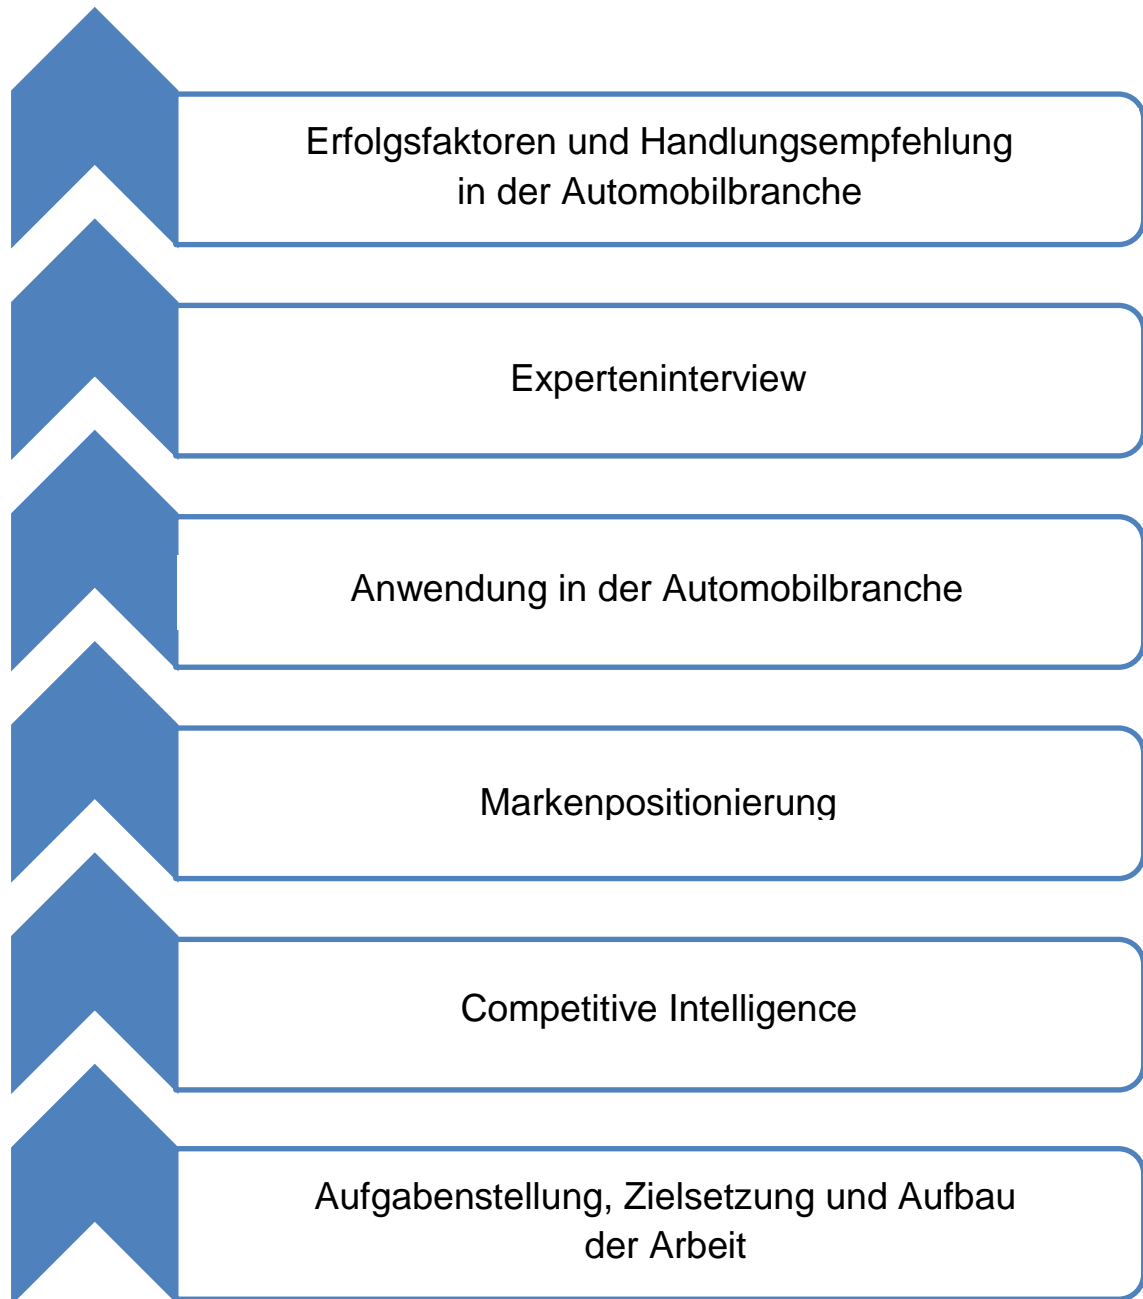 Erfolgsfaktoren und Handlungsempfehlung
in der Automobilbranche
Experteninterview
Anwendung in der Automobilbranche
Markenpositionierung
Competitive Intelligence
Aufgabenstellung, Zielsetzung und Aufbau
der Arbeit